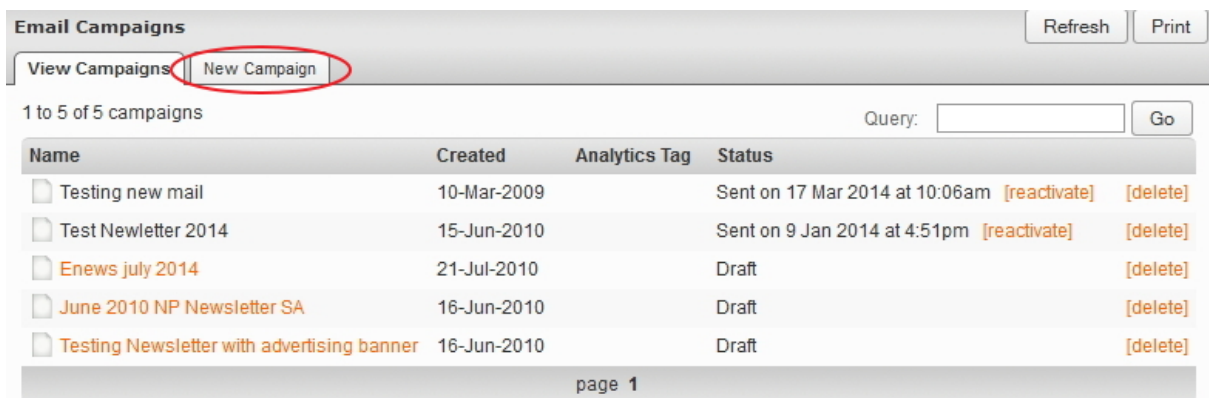 Email Campaigns Refresh Print
View Campaigns New Campaign
1 to 5 of 5 campaigns Query: Go
Name Created Analytics Tag Status
Testing new mail 10-Mar-2009 Sent on 17 Mar 2014 at 10:06am [reactivate] [delete]
Test Newletter 2014 15-Jun-2010 Sent on 9 Jan 2014 at 4:51pm [reactivate] [delete]
Enews july 2014 21-Jul-2010 Draft [delete]
June 2010 NP Newsletter SA 16-Jun-2010 Draft [delete]
Testing Newsletter with advertising banner 16-Jun-2010 Draft [delete]
page 1